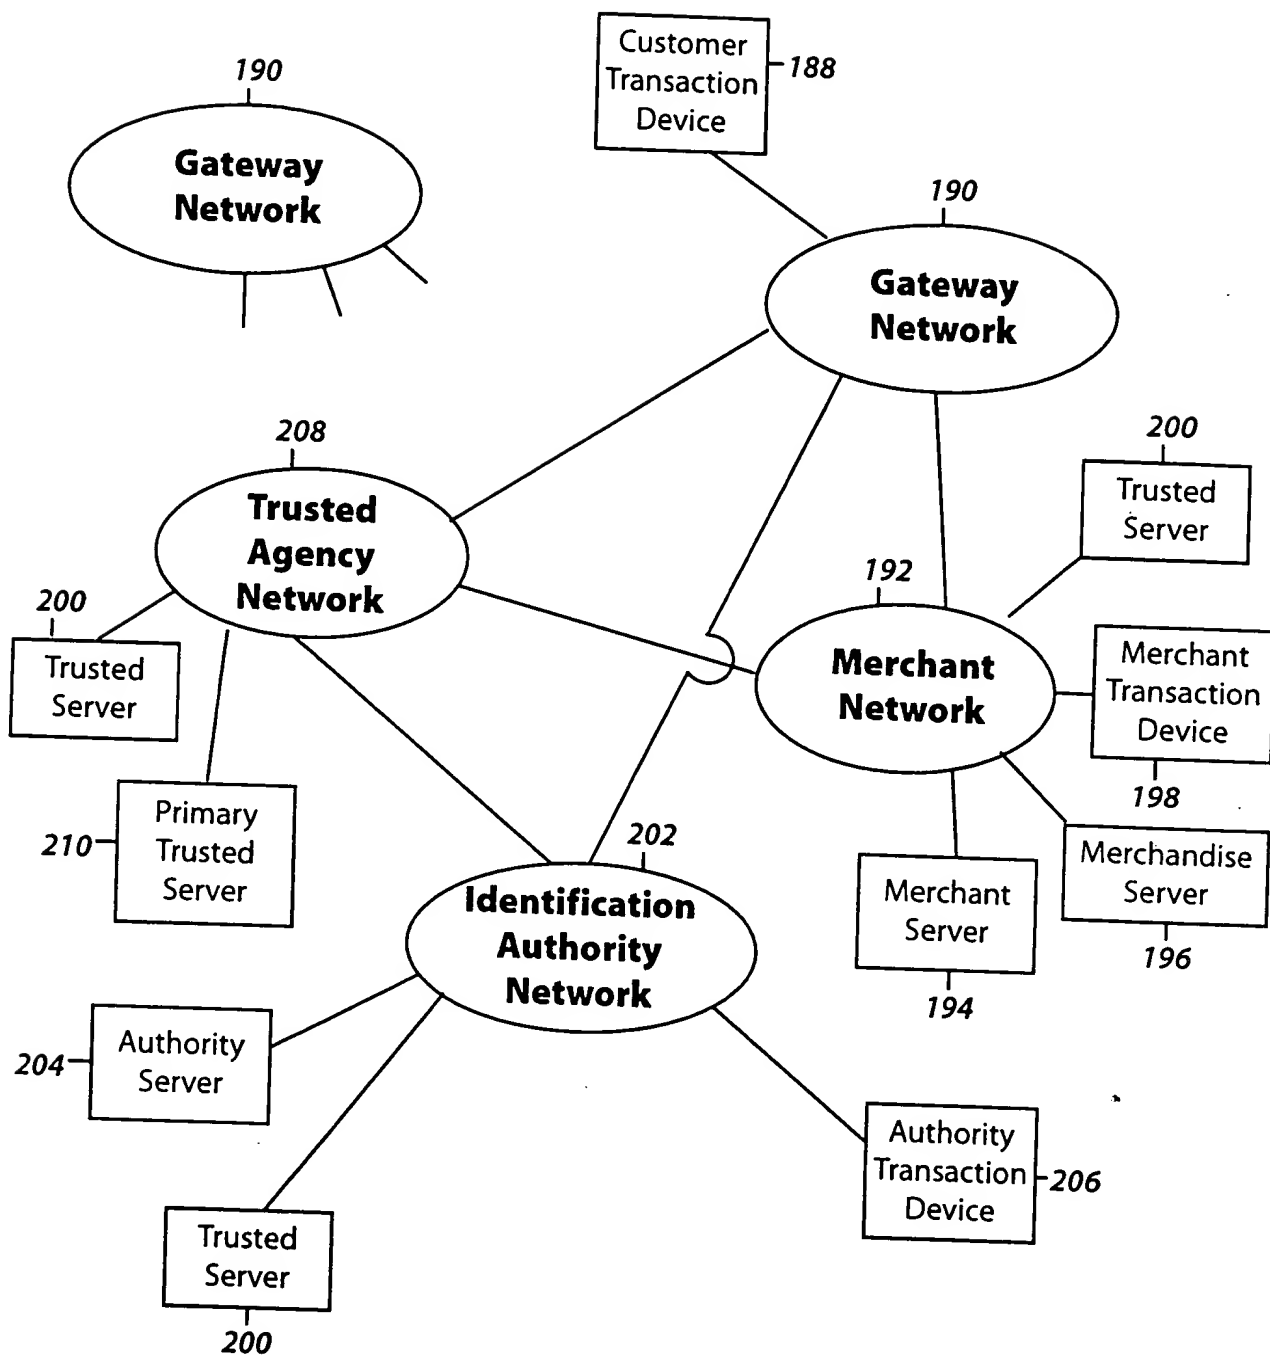 190
Gateway
Network
Customer
Transaction
Device
188
190
Gateway
Network
208
Trusted
Agency
Network
200
Trusted
Server
192
Merchant
Network
200
Trusted
Server
Merchant
Transaction
Device
198
210
Primary
Trusted
Server
202
Identification
Authority
Network
Merchant
Server
194
Merchandise
Server
196
204
Authority
Server
Authority
Transaction
Device
206
Trusted
Server
200